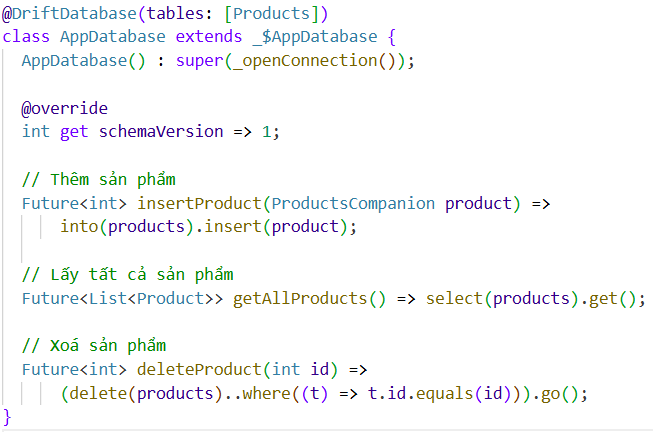 @DriftDatabase(tables: [Products])
class AppDatabase extends _$AppDatabase {
  AppDatabase() : super(_openConnection());

  @override
  int get schemaVersion => 1;

  // Thêm sản phẩm
  Future<int> insertProduct(ProductsCompanion product) =>
      into(products).insert(product);

  // Lấy tất cả sản phẩm
  Future<List<Product>> getAllProducts() => select(products).get();

  // Xoá sản phẩm
  Future<int> deleteProduct(int id) =>
      (delete(products)..where((t) => t.id.equals(id))).go();
}